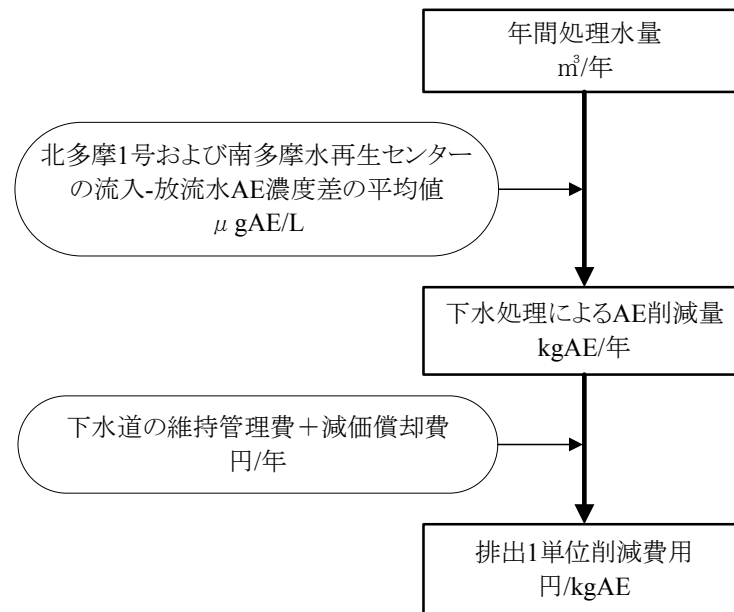 年間処理水量
㎥/年
北多摩1号および南多摩水再生センター
の流入-放流水AE濃度差の平均値
μgAE/L
下水処理によるAE削減量
kgAE/年
下水道の維持管理費＋減価償却費
円/年
排出1単位削減費用
円/kgAE